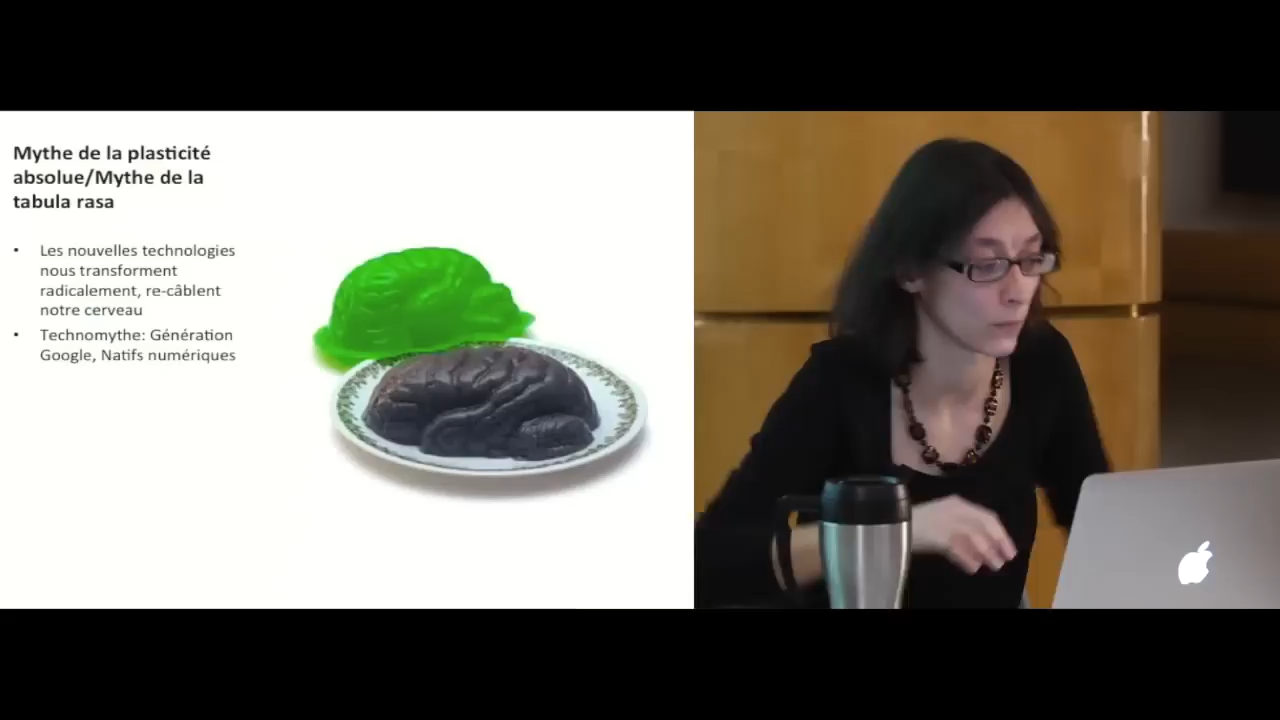 Mythe de la plasticité
absolue/Mythe de la
tabula rasa
• Les nouvelles technologies
nous transforment
radicalement, re-câblent
notre cerveau
• Technomythe: Génération
Google, Natifs numériques